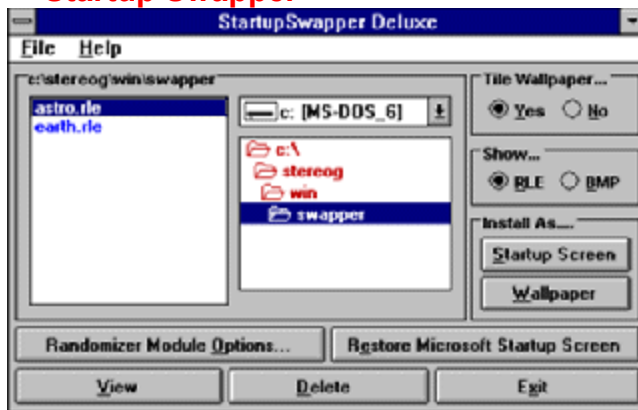 Startup Swapper
StartupSwapper Deluxe
File Help
c:\stereog\win\swapper
astro.rle
earth.rle
c: [MS-DOS_6]
c:\
stereog
win
swapper
Tile Wallpaper...
Yes No
Show...
RLE BMP
Install As....
Startup Screen
Wallpaper
Randomizer Module Options...
Restore Microsoft Startup Screen
View
Delete
Exit